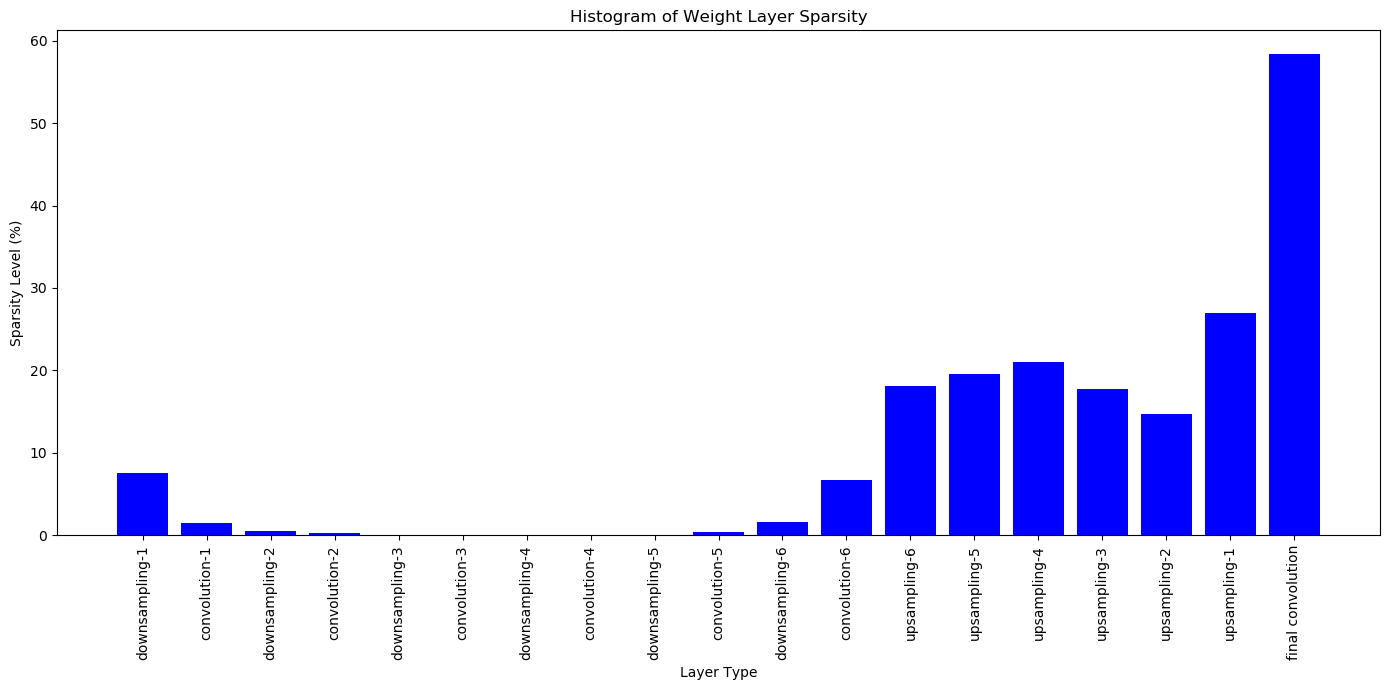 Histogram of Weight Layer Sparsity
Sparsity Level (%)
60
50
40
30
20
10
0
downsampling-1
convolution-1
downsampling-2
convolution-2
downsampling-3
convolution-3
downsampling-4
convolution-4
downsampling-5
convolution-5
downsampling-6
convolution-6
upsampling-6
upsampling-5
upsampling-4
upsampling-3
upsampling-2
upsampling-1
final convolution
Layer Type